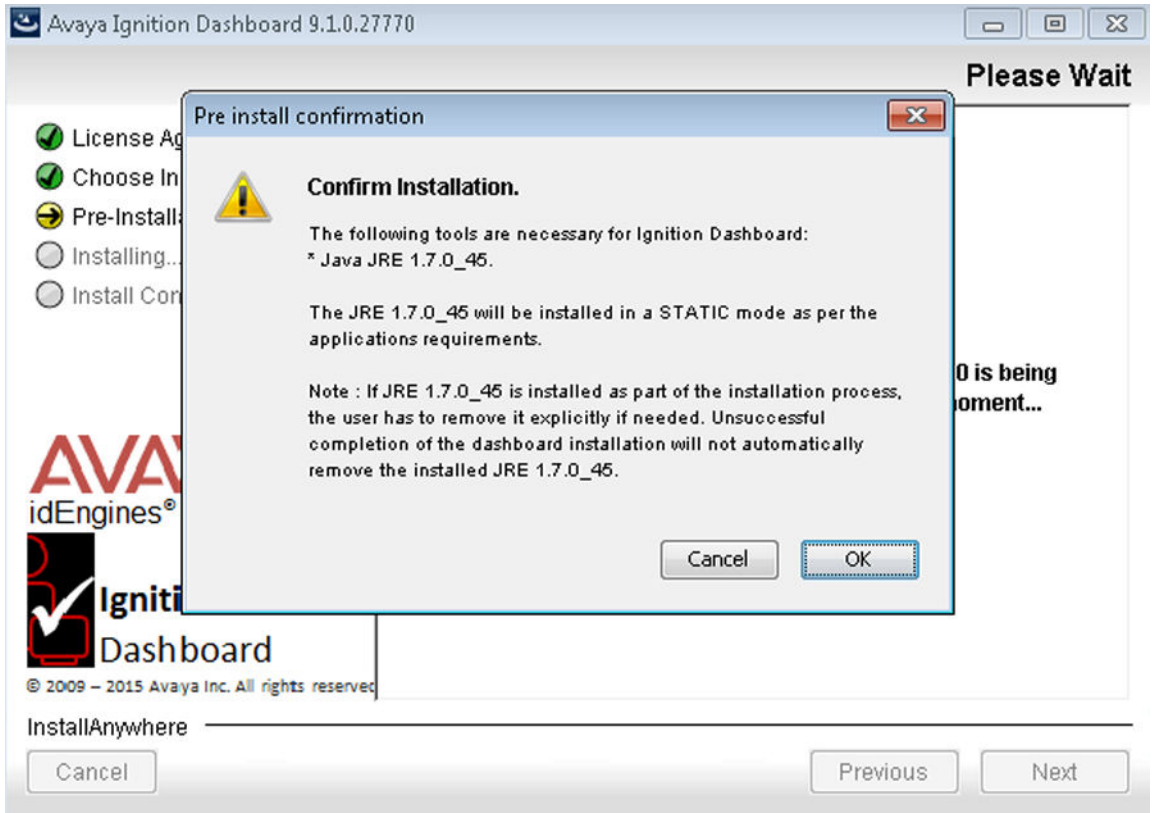 Avaya Ignition Dashboard 9.1.0.27770
Please Wait
License
Choose In
Pre-Install
Installing...
Install
Pre install confirmation
Confirm Installation.
The following tools are necessary for Ignition Dashboard:
* Java JRE 1.7.0_45.
The JRE 1.7.0_45 will be installed in a STATIC mode as per the
applications requirements.
Note : If JRE 1.7.0_45 is installed as part of the installation process,
the user has to remove it explicitly if needed. Unsuccessful
completion of the dashboard installation will not automatically
remove the installed JRE 1.7.0_45.
Cancel
OK
0 is being
oment...
AVA
idEngines®
Igniti
Dashboard
© 2009 – 2015 Avaya Inc. All rights reserved
InstallAnywhere
Cancel
Previous
Next